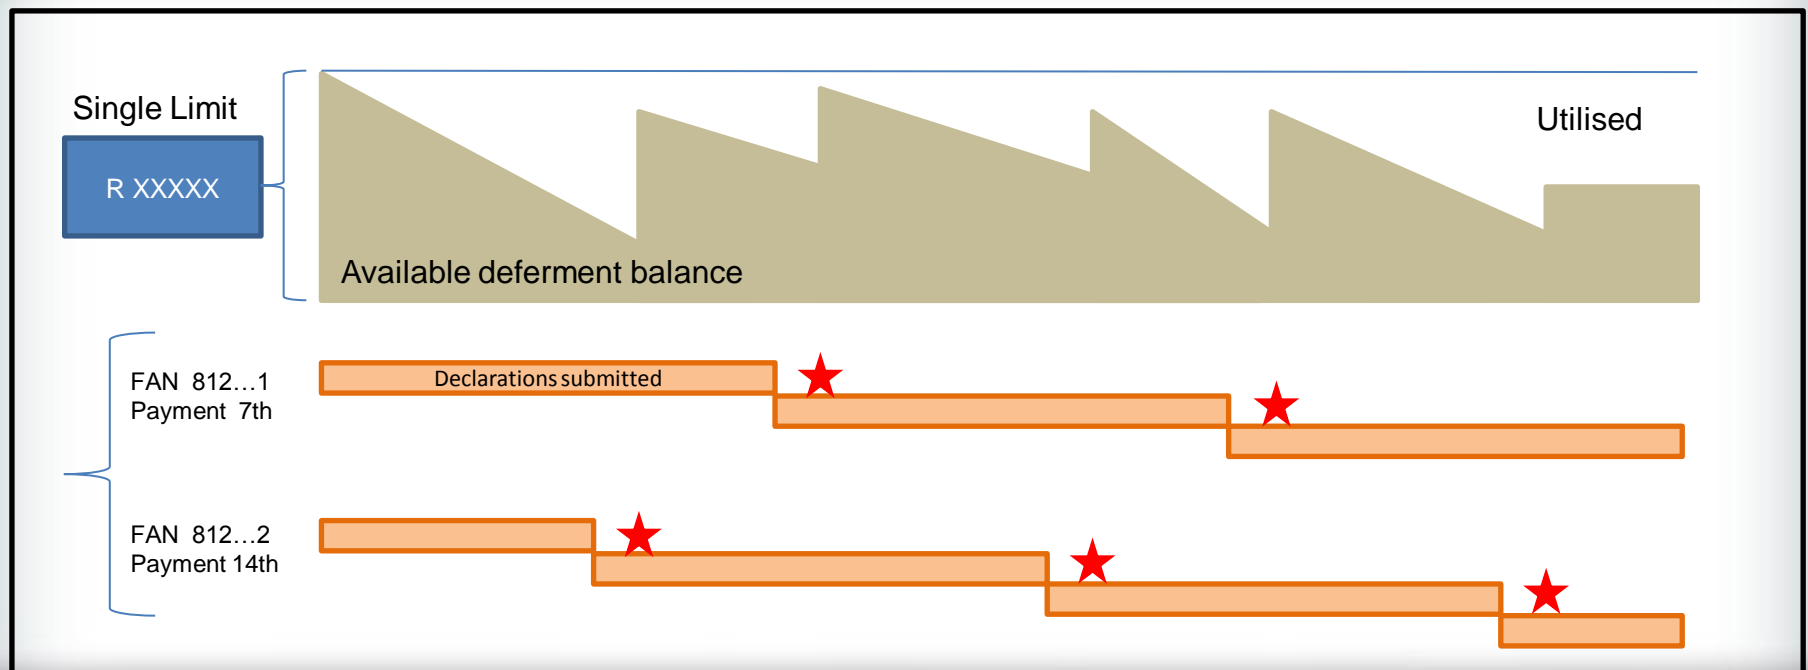 Single Limit
R XXXXX
Utilised
Available deferment balance
FAN 812...1
Payment 7th
Declarations submitted
FAN 812...2
Payment 14th